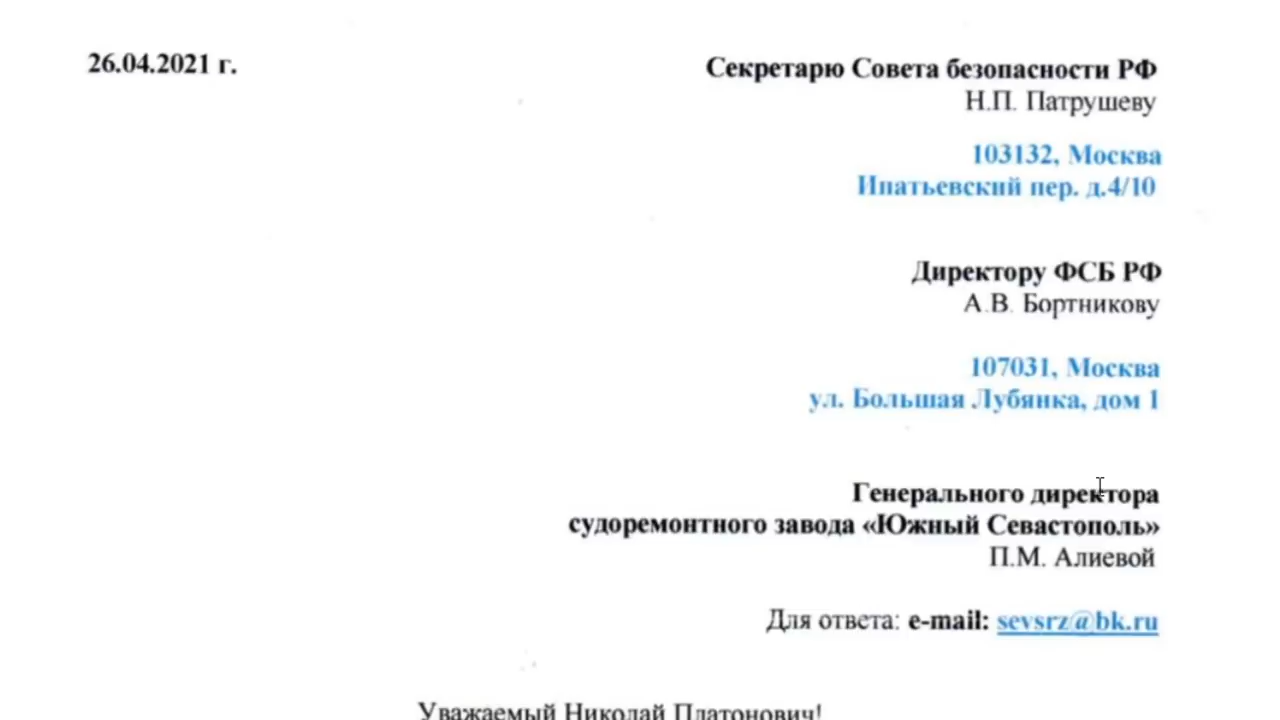 26.04.2021 г.
Секретарю Совета безопасности РФ
Н.П. Патрушеву
103132, Москва
Ипатьевский пер. д.4/10
Директору ФСБ РФ
А.В. Бортникову
107031, Москва
ул. Большая Лубянка, дом 1
Генерального директора
судоремонтного завода «Южный Севастополь»
П.М. Алиевой
Для ответа: e-mail: sevsrz@bk.ru
Уважаемый Николай Платонович!